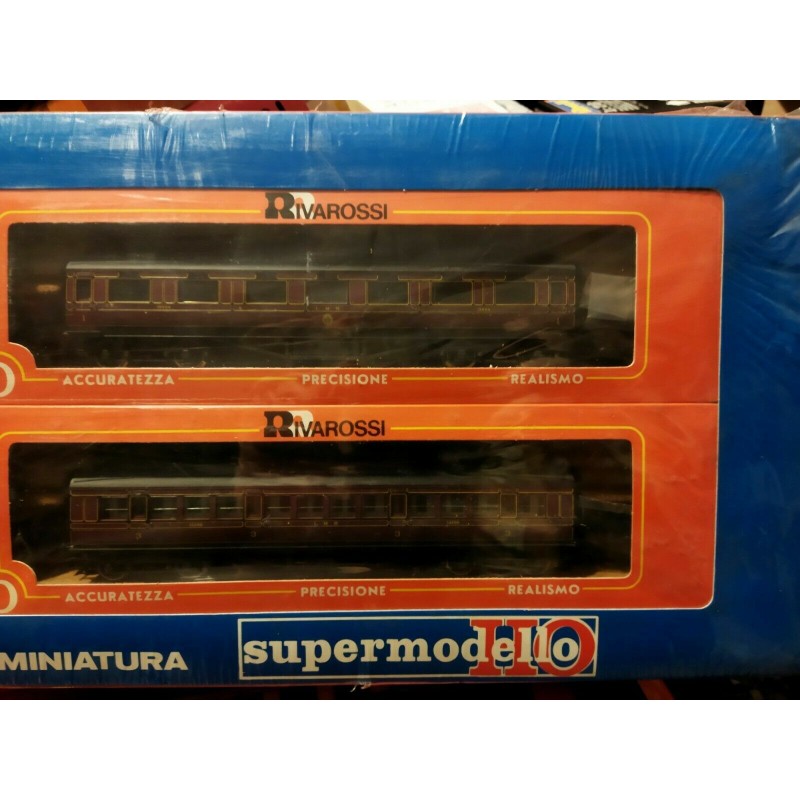 RIVAROSSI
ACCURATEZZA PRECISIONE REALISMO
RIVAROSSI
ACCURATEZZA PRECISIONE REALISMO
MINIATURA
supermodello HO